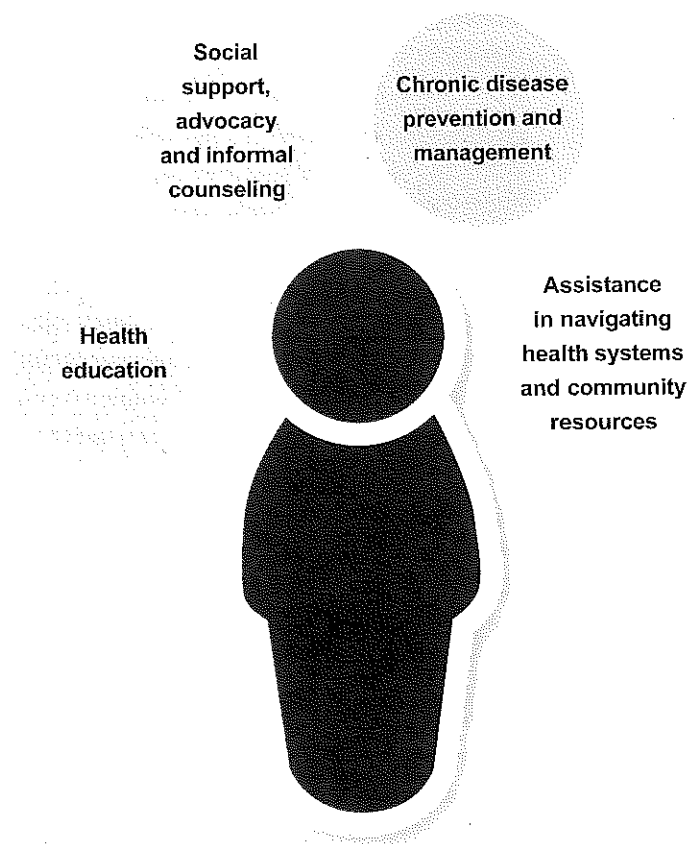 Social
support,
advocacy
and informal
counseling
Chronic disease
prevention and
management
Health
education
Assistance
in navigating
health systems
and community
resources